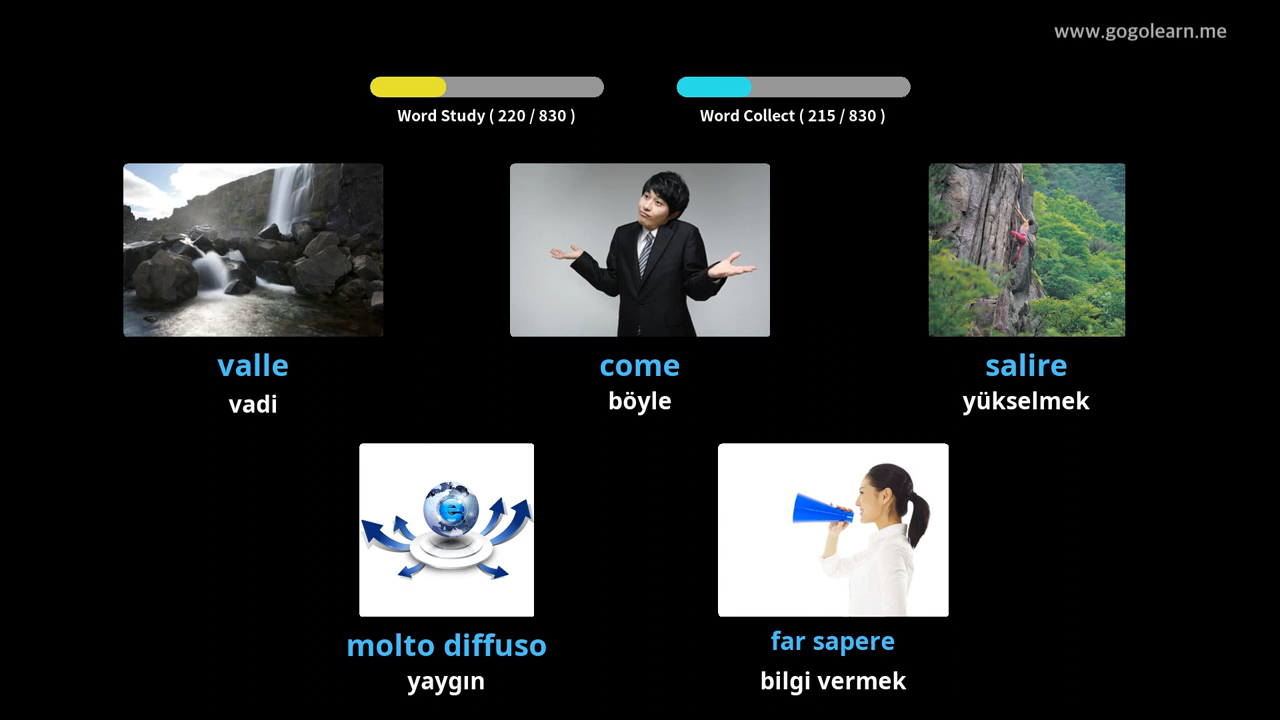 www.gogolearn.me
Word Study ( 220 / 830 )
Word Collect ( 215 / 830 )
valle
vadi
come
böyle
salire
yükselmek
e
molto diffuso
yaygın
far sapere
bilgi vermek